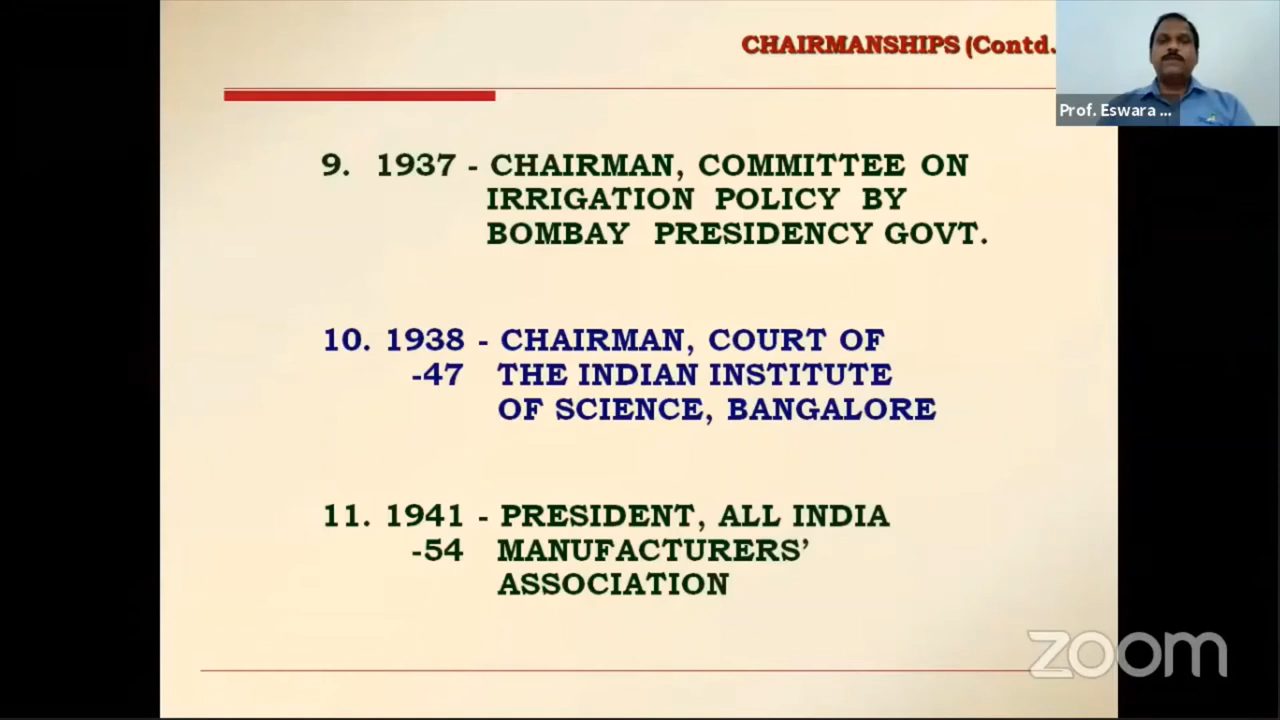 CHAIRMANSHIPS (Contd.
Prof. Eswara ...
9. 1937 - CHAIRMAN, COMMITTEE ON
IRRIGATION POLICY BY
BOMBAY PRESIDENCY GOVT.
10. 1938 - CHAIRMAN, COURT OF
-47 THE INDIAN INSTITUTE
OF SCIENCE, BANGALORE
11. 1941 - PRESIDENT, ALL INDIA
-54 MANUFACTURERS’
ASSOCIATION
zoom